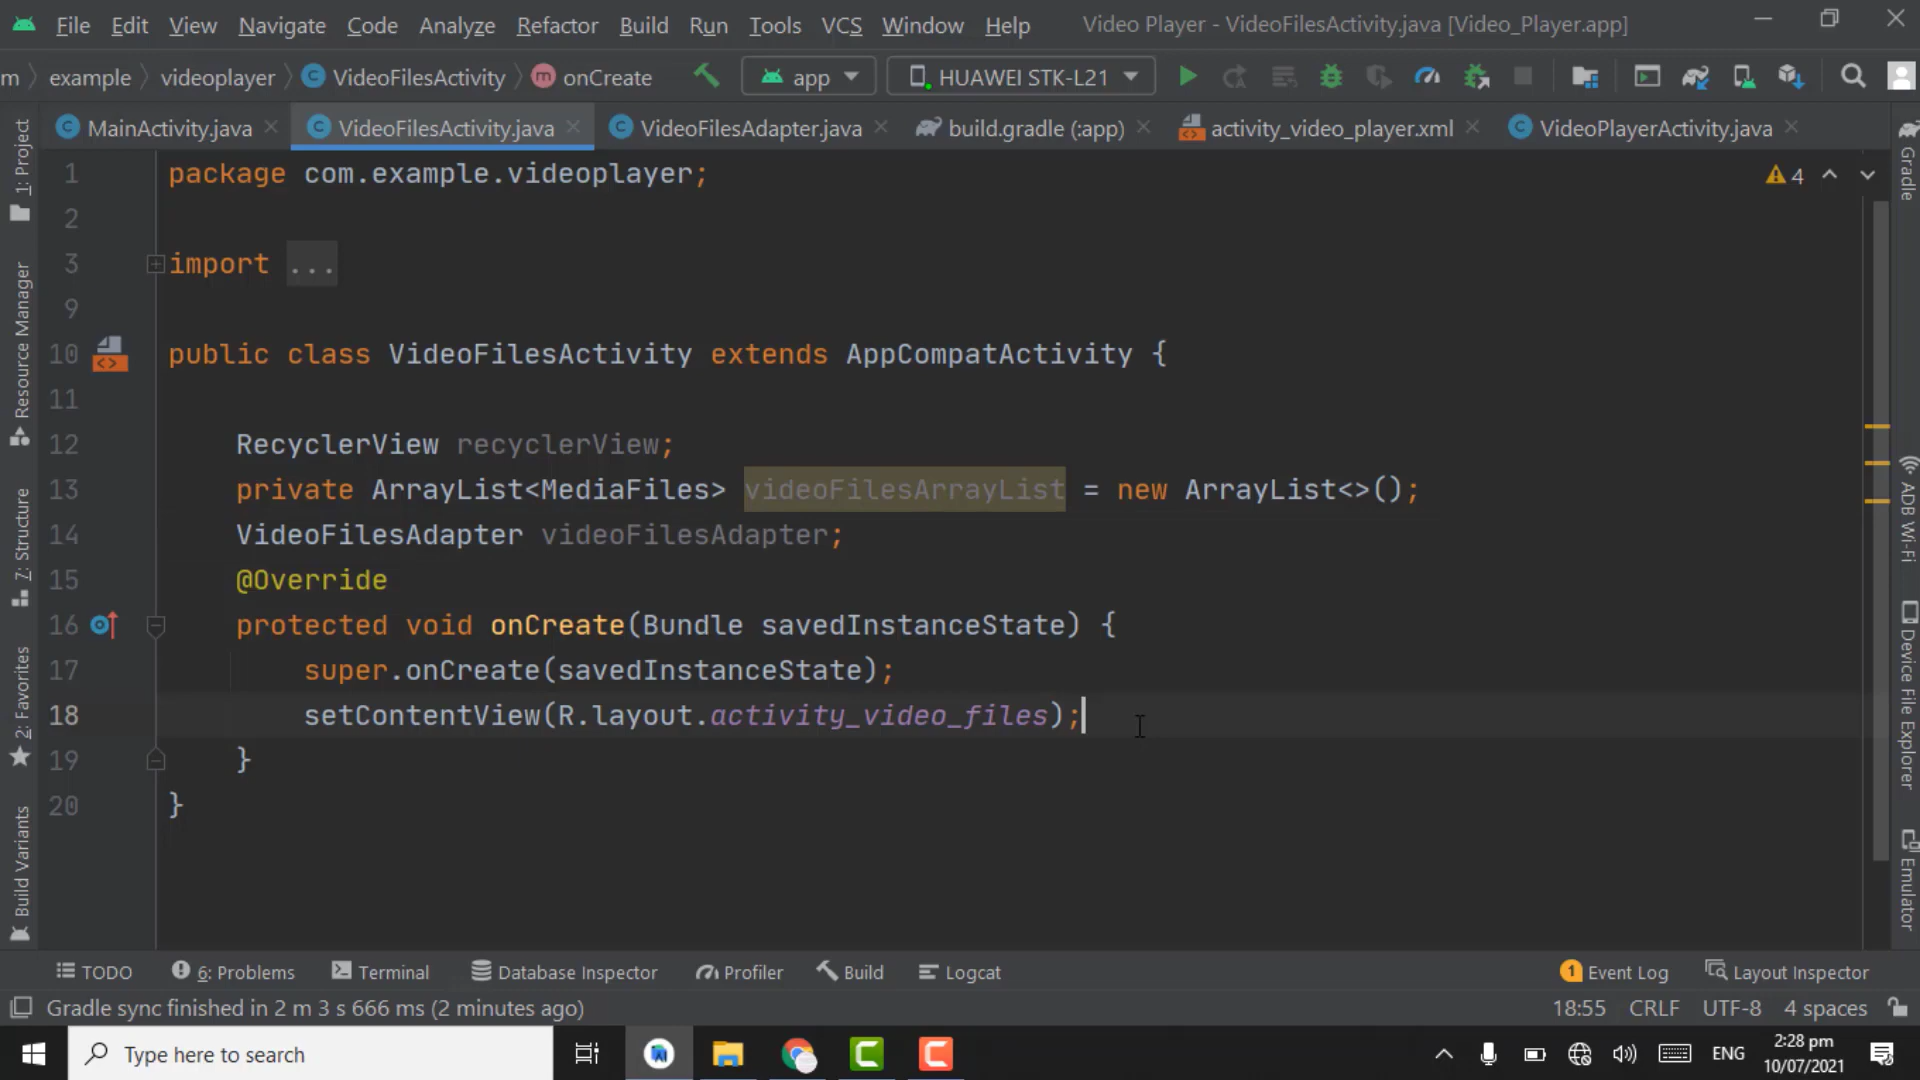 File Edit View Navigate Code Analyze Refactor Build Run Tools VCS Window Help Video Player - VideoFilesActivity.java [Video_Player.app]
m example videoplayer VideoFilesActivity onCreate app HUAWEI STK-L21
MainActivity.java VideoFilesActivity.java VideoFilesAdapter.java build.gradle (:app) activity_video_player.xml VideoPlayerActivity.java
1 package com.example.videoplayer;
4
2
3 import ...
9
10 public class VideoFilesActivity extends AppCompatActivity {
11
12 RecyclerView recyclerView;
13 private ArrayList<MediaFiles> videoFilesArrayList = new ArrayList<>();
14 VideoFilesAdapter videoFilesAdapter;
15 @Override
16 protected void onCreate(Bundle savedInstanceState) {
17 super.onCreate(savedInstanceState);
18 setContentView(R.layout.activity_video_files);
19 }
20 }
1: Project
Resource Manager
7: Structure
2: Favorites
Build Variants
Gradle
ADB Wi-Fi
Device File Explorer
Emulator
TODO 6: Problems Terminal Database Inspector Profiler Build Logcat 1 Event Log Layout Inspector
Gradle sync finished in 2 m 3 s 666 ms (2 minutes ago) 18:55 CRLF UTF-8 4 spaces
Type here to search ENG 2:28 pm
10/07/2021